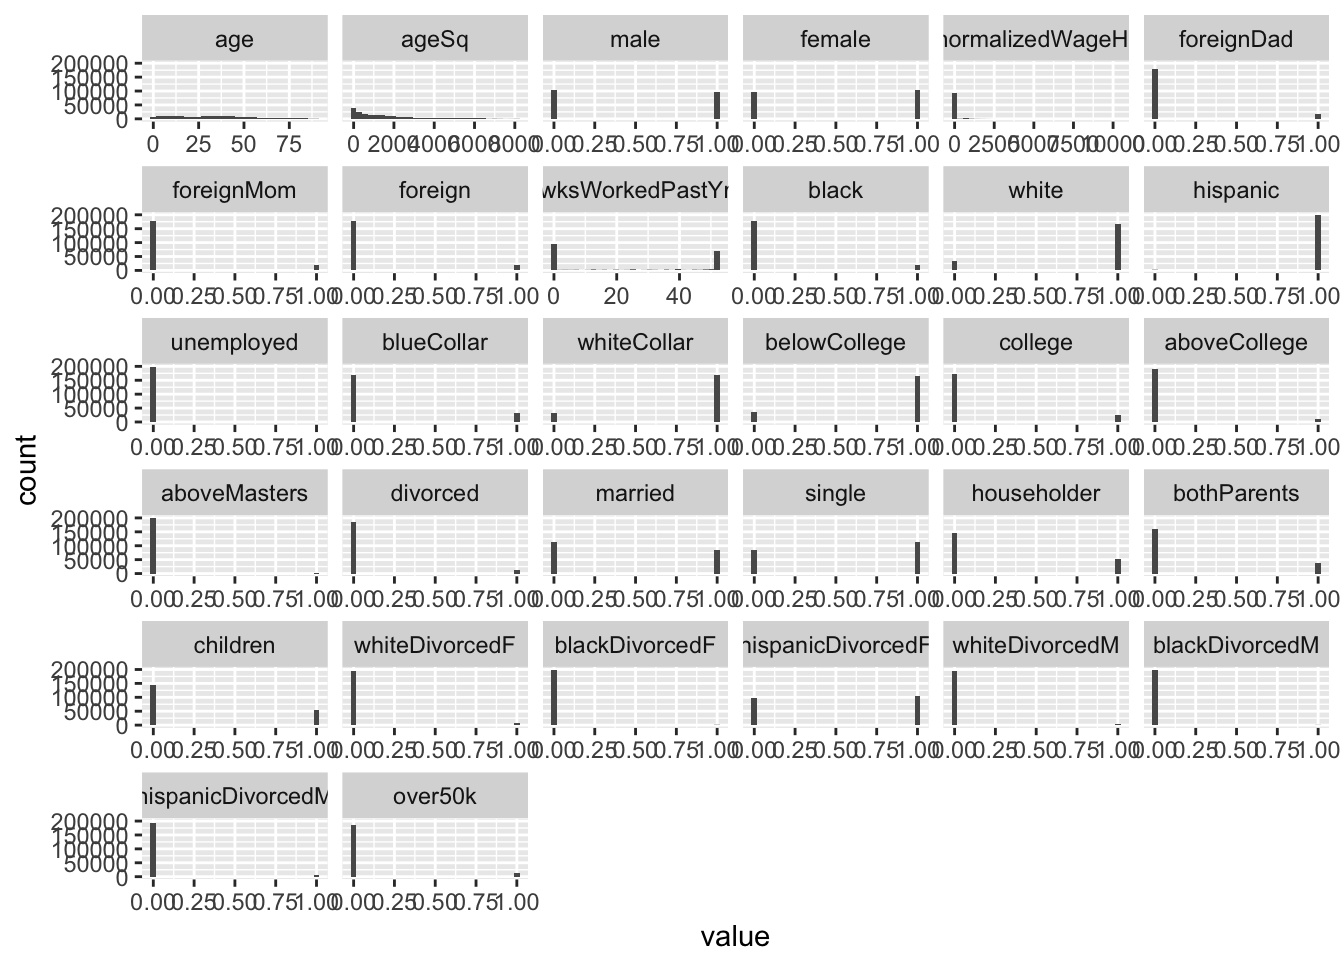 age ageSq male female normalizedWageH foreignDad
200000
150000
50000
0
0 25 50 75 0 2000 4000 6000 8000 0.00 0.25 0.50 0.75 1.00 0.00 0.25 0.50 0.75 1.00 0 2500 5000 7500 10000 0.00 0.25 0.50 0.75 1.00
foreignMom foreign wksWorkedPastYr black white hispanic
200000
150000
50000
0
0.00 0.25 0.50 0.75 1.00 0.00 0.25 0.50 0.75 1.00 0 20 40 0.00 0.25 0.50 0.75 1.00 0.00 0.25 0.50 0.75 1.00 0.00 0.25 0.50 0.75 1.00
unemployed blueCollar whiteCollar belowCollege college aboveCollege
200000
150000
50000
0
0.00 0.25 0.50 0.75 1.00 0.00 0.25 0.50 0.75 1.00 0.00 0.25 0.50 0.75 1.00 0.00 0.25 0.50 0.75 1.00 0.00 0.25 0.50 0.75 1.00 0.00 0.25 0.50 0.75 1.00
count
aboveMasters divorced married single householder bothParents
200000
150000
50000
0
0.00 0.25 0.50 0.75 1.00 0.00 0.25 0.50 0.75 1.00 0.00 0.25 0.50 0.75 1.00 0.00 0.25 0.50 0.75 1.00 0.00 0.25 0.50 0.75 1.00 0.00 0.25 0.50 0.75 1.00
children whiteDivorcedF blackDivorcedF hispanicDivorcedF whiteDivorcedM blackDivorcedM
200000
150000
50000
0
0.00 0.25 0.50 0.75 1.00 0.00 0.25 0.50 0.75 1.00 0.00 0.25 0.50 0.75 1.00 0.00 0.25 0.50 0.75 1.00 0.00 0.25 0.50 0.75 1.00 0.00 0.25 0.50 0.75 1.00
hispanicDivorcedM over50k
200000
150000
50000
0
0.00 0.25 0.50 0.75 1.00 0.00 0.25 0.50 0.75 1.00
value